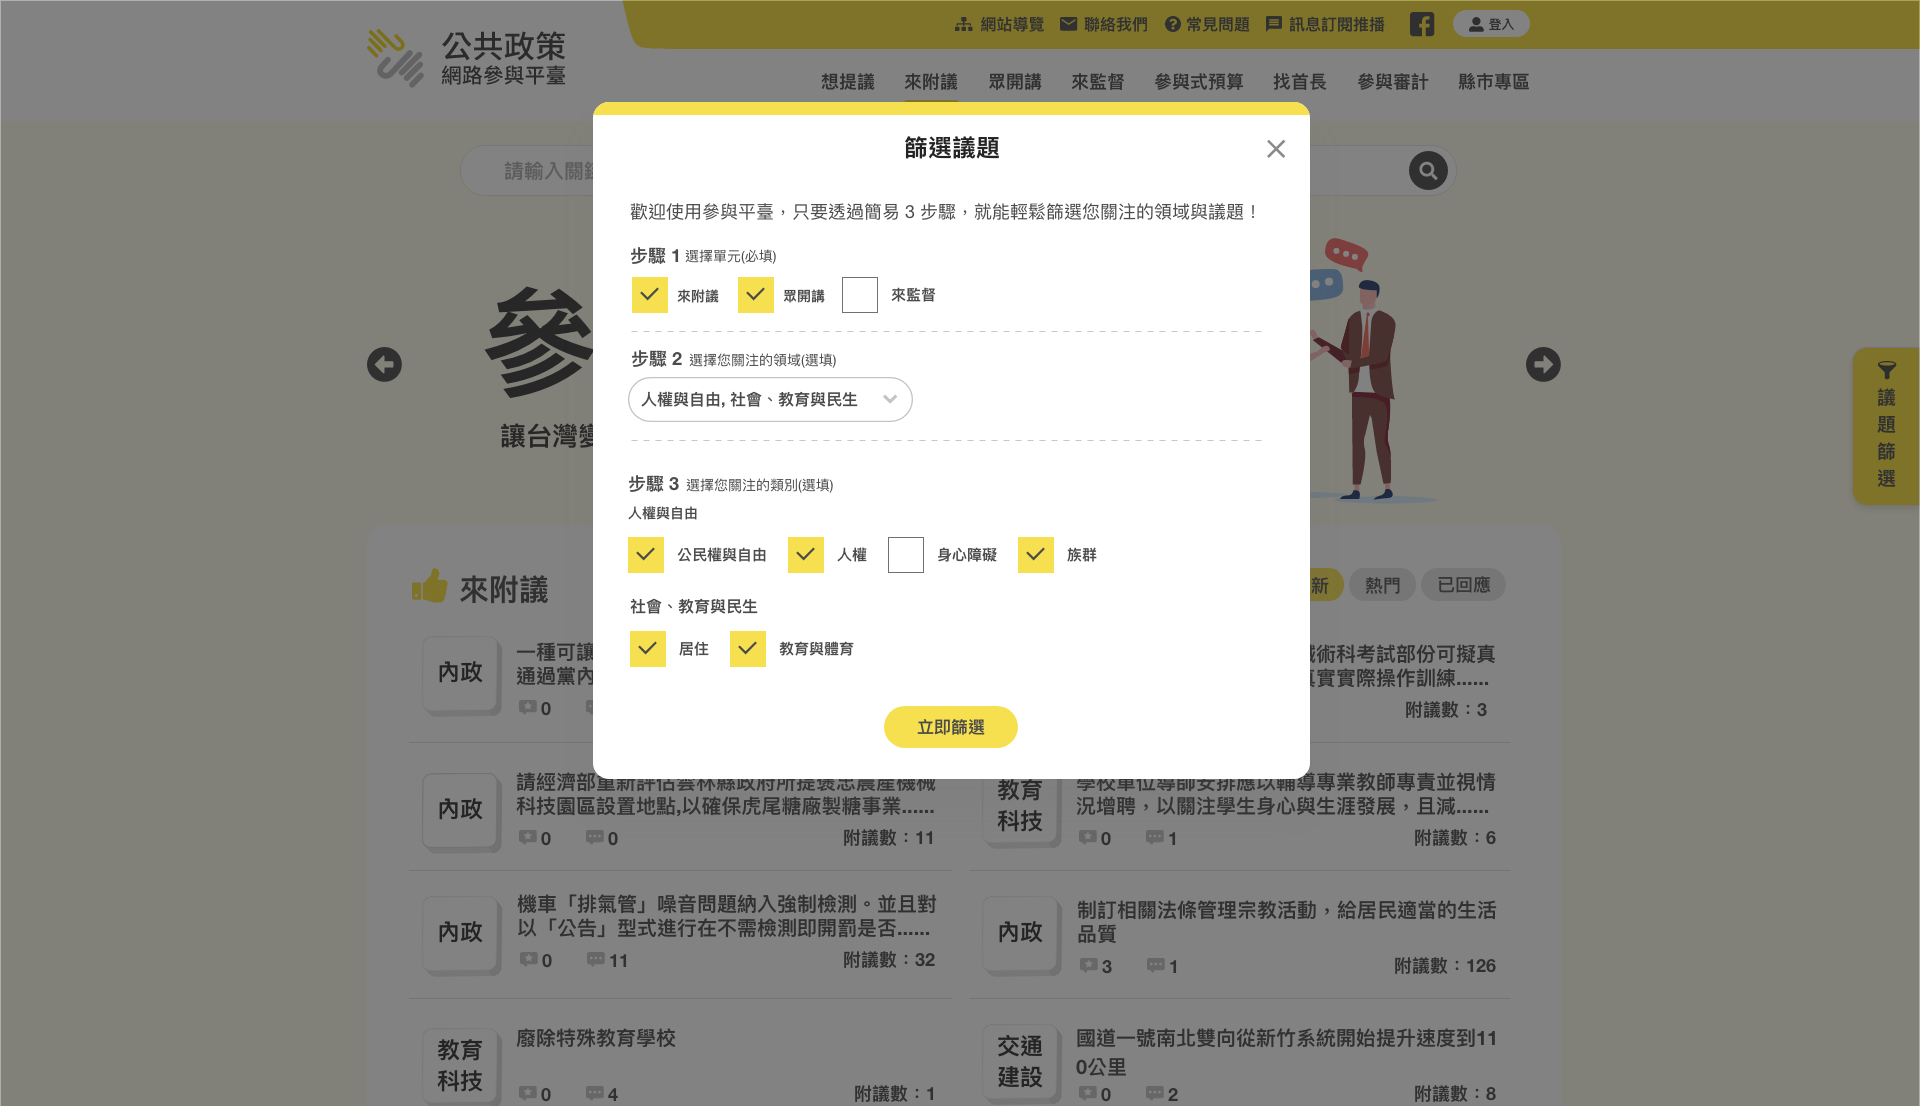 網站導覽 聯絡我們 常見問題 訊息訂閱推播 登入
公共政策
網路參與平臺
想提議 來附議 眾開講 來監督 參與式預算 找首長 參與審計 縣市專區
請輸入關
篩選議題
歡迎使用參與平臺，只要透過簡易 3 步驟，就能輕鬆篩選您關注的領域與議題！
步驟 1 選擇單元(必填)
來附議 眾開講 來監督
步驟 2 選擇您關注的領域(選填)
人權與自由, 社會、教育與民生
步驟 3 選擇您關注的類別(選填)
人權與自由
公民權與自由 人權 身心障礙 族群
社會、教育與民生
居住 教育與體育
立即篩選
參
讓台灣
議
題
篩
選
來附議
新 熱門 已回應
內政
一種可讓
通過黨內
0
術科考試部份可擬真
實實際操作訓練......
附議數：3
內政
請經濟部重新評估雲林縣政府所提褒忠農產機械
科技園區設置地點,以確保虎尾糖廠製糖事業......
0 0 附議數：11
教育
科技
學校單位導師安排應以輔導專業教師專責並視情
況增聘，以關注學生身心與生涯發展，且減......
0 1 附議數：6
內政
機車「排氣管」噪音問題納入強制檢測。並且對
以「公告」型式進行在不需檢測即開罰是否......
0 11 附議數：32
內政
制訂相關法條管理宗教活動，給居民適當的生活
品質
3 1 附議數：126
教育
科技
廢除特殊教育學校
0 4 附議數：1
交通
建設
國道一號南北雙向從新竹系統開始提升速度到11
0公里
0 2 附議數：8